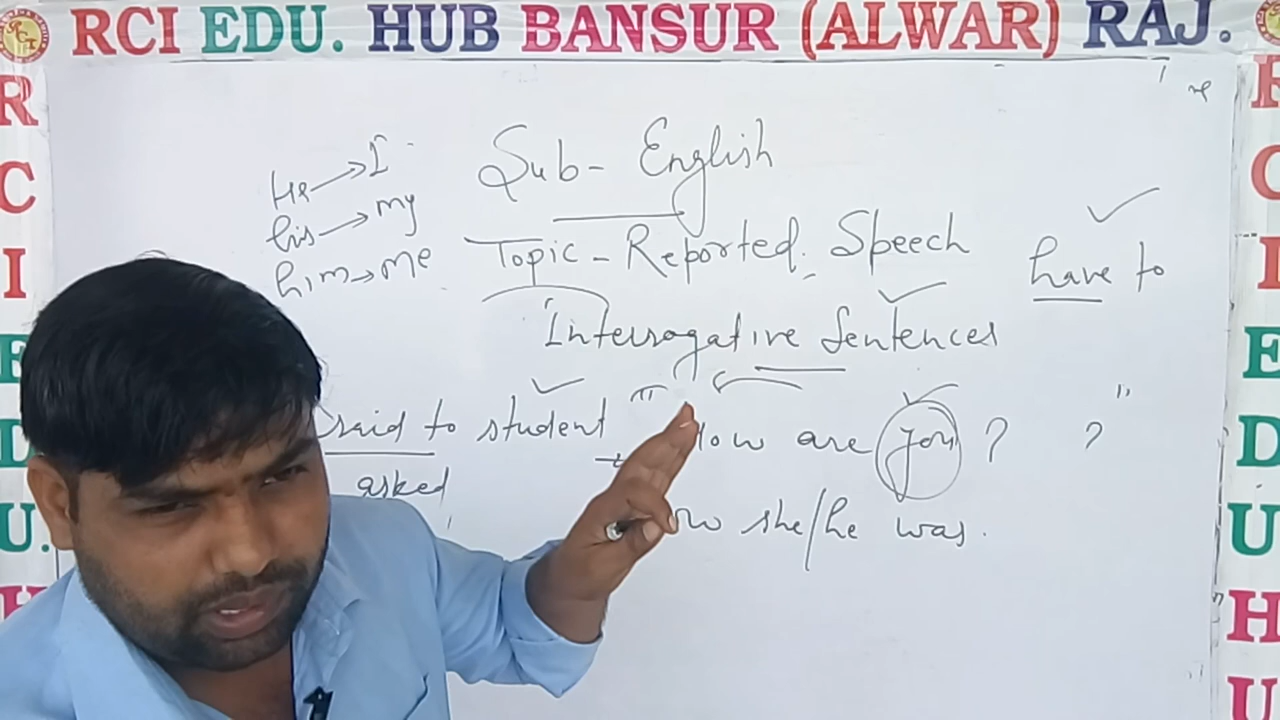 RCI EDU. HUB BANSUR (ALWAR) RAJ.
R
C
I
E
D
U.
H
Sub- English
Topic - Reported Speech
Interrogative Sentences
have to
He → I
his → my
him → me
said to student " How are you ? ? "
asked
she/he was.
R
C
I
E
D
U
H
U